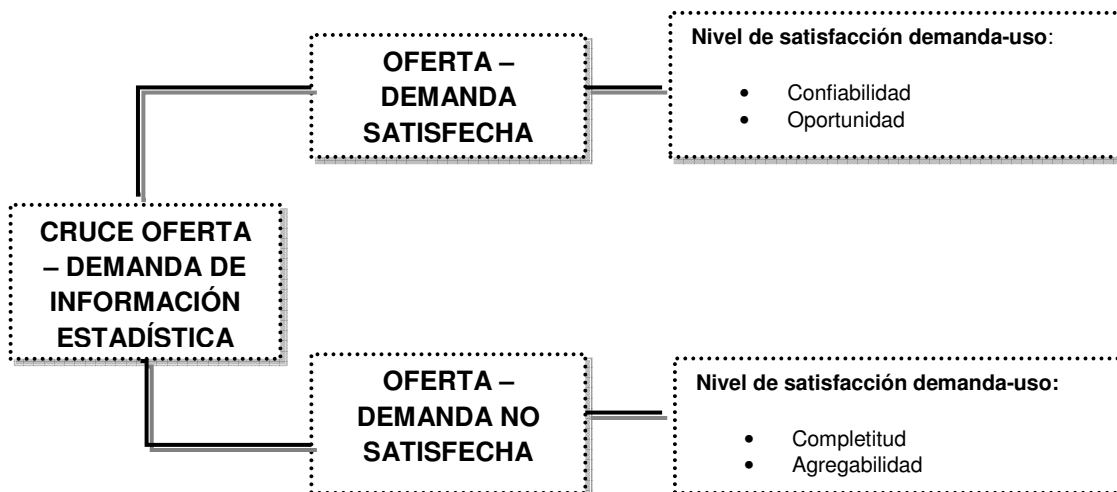 OFERTA –
DEMANDA
SATISFECHA
Nivel de satisfacción demanda-uso:
• Confiabilidad
• Oportunidad
CRUCE OFERTA
– DEMANDA DE
INFORMACIÓN
ESTADÍSTICA
OFERTA –
DEMANDA NO
SATISFECHA
Nivel de satisfacción demanda-uso:
• Completitud
• Agregabilidad